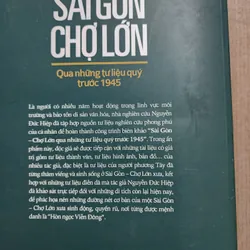 SÀI GÒN
CHỢ LỚN
Qua những tư liệu quý
trước 1945
Là người có nhiều năm hoạt động trong lĩnh vực môi
trường và bảo tồn di sản văn hóa, nhà nghiên cứu Nguyễn
Đức Hiệp đã tập hợp nguồn tư liệu nghiên cứu phong phú
của cá nhân để hoàn thành công trình biên khảo "Sài Gòn
– Chợ Lớn qua những tư liệu quý trước 1945". Trong ấn
phẩm này, độc giả sẽ được tiếp cận với những tài liệu có giá
trị gồm tư liệu thành văn, tư liệu hình ảnh, bản đồ... của
nhiều tác giả, đặc biệt là tư liệu của người phương Tây đã
từng thăm thú và sinh sống ở Sài Gòn – Chợ Lớn xưa, kết
hợp với những tư liệu điền dã mà tác giả Nguyễn Đức Hiệp
đã khảo sát trực tiếp đối với những di tích còn lại hiện nay,
để phục họa nên những đường nét cơ bản của một Sài Gòn
– Chợ Lớn xưa sinh động, quyến rũ, nơi từng được mệnh
danh là "Hòn ngọc Viễn Đông".